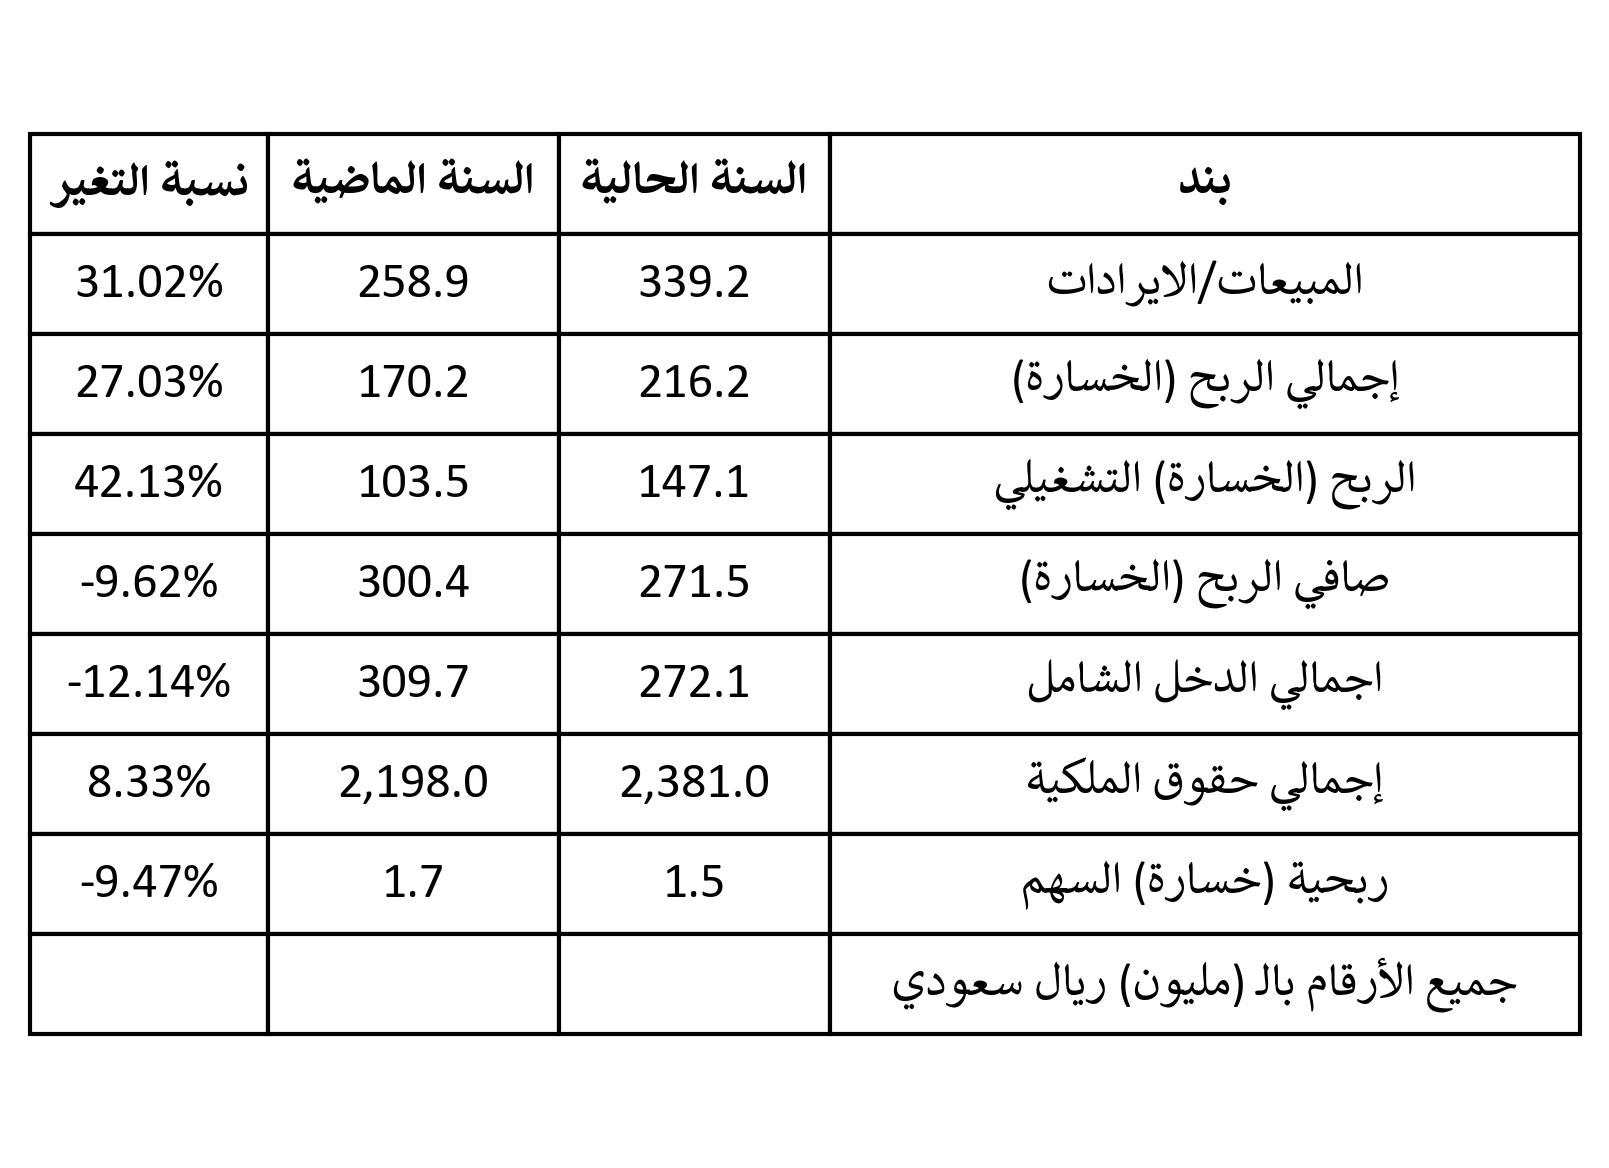 بند السنة الحالية السنة الماضية نسبة التغير
المبيعات/الايرادات 339.2 258.9 31.02%
إجمالي الربح (الخسارة) 216.2 170.2 27.03%
الربح (الخسارة) التشغيلي 147.1 103.5 42.13%
صافي الربح (الخسارة) 271.5 300.4 -9.62%
اجمالي الدخل الشامل 272.1 309.7 -12.14%
إجمالي حقوق الملكية 2,381.0 2,198.0 8.33%
ربحية (خسارة) السهم 1.5 1.7 -9.47%
جميع الأرقام بالـ (مليون) ريال سعودي